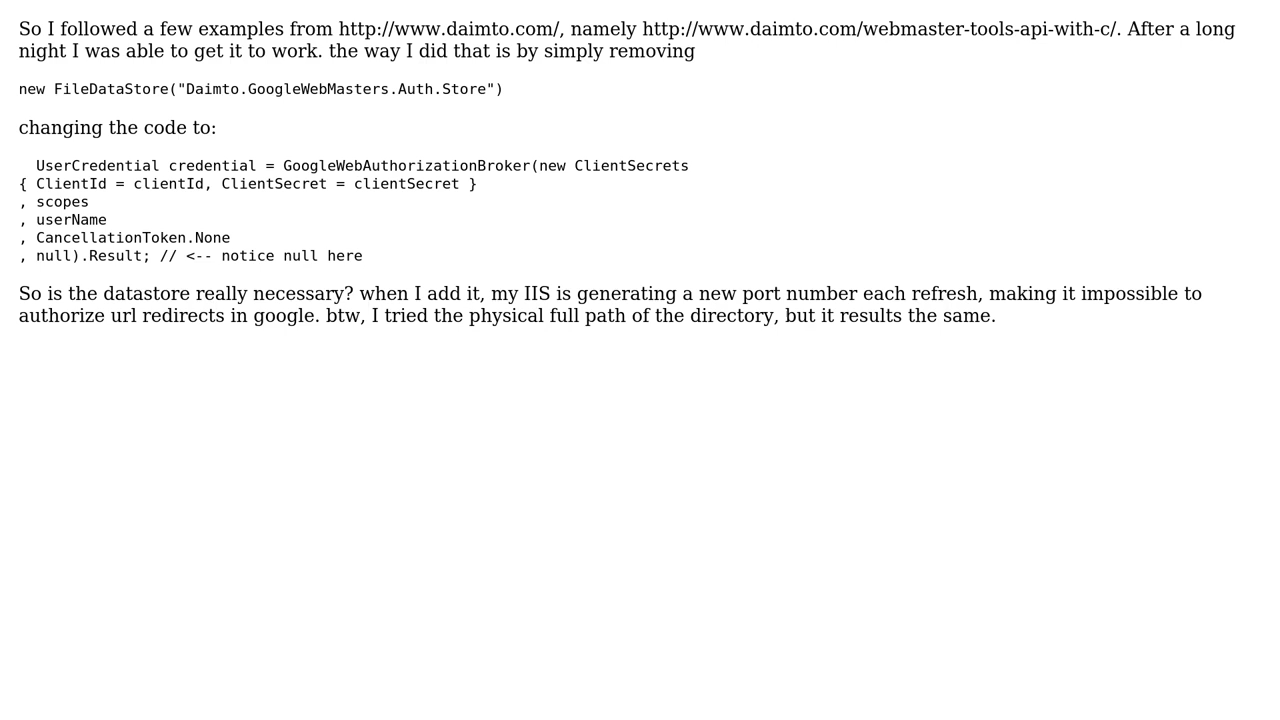 So I followed a few examples from http://www.daimto.com/, namely http://www.daimto.com/webmaster-tools-api-with-c/. After a long
night I was able to get it to work. the way I did that is by simply removing
new FileDataStore("Daimto.GoogleWebMasters.Auth.Store")
changing the code to:
  UserCredential credential = GoogleWebAuthorizationBroker(new ClientSecrets
{ ClientId = clientId, ClientSecret = clientSecret }
, scopes
, userName
, CancellationToken.None
, null).Result; // <-- notice null here
So is the datastore really necessary? when I add it, my IIS is generating a new port number each refresh, making it impossible to
authorize url redirects in google. btw, I tried the physical full path of the directory, but it results the same.